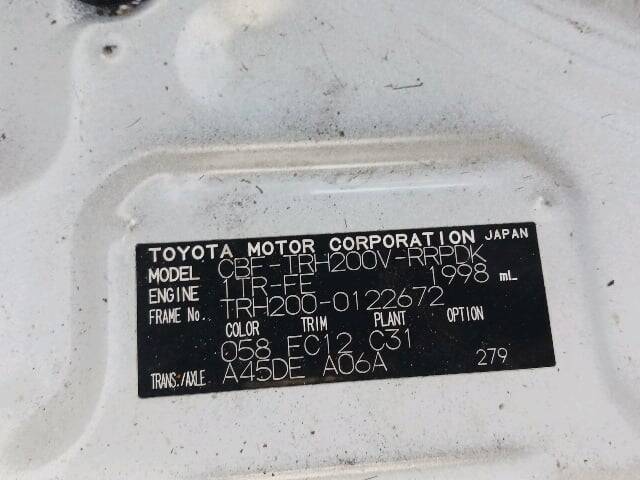 TOYOTA MOTOR CORPORATION JAPAN
MODEL CBF-TRH200V-RRPDK
ENGINE 1TR-FE 1998 mL
FRAME No. TRH200-0122672
COLOR TRIM PLANT OPTION
058 FC12 C31
TRANS./AXLE A45DE A06A 279